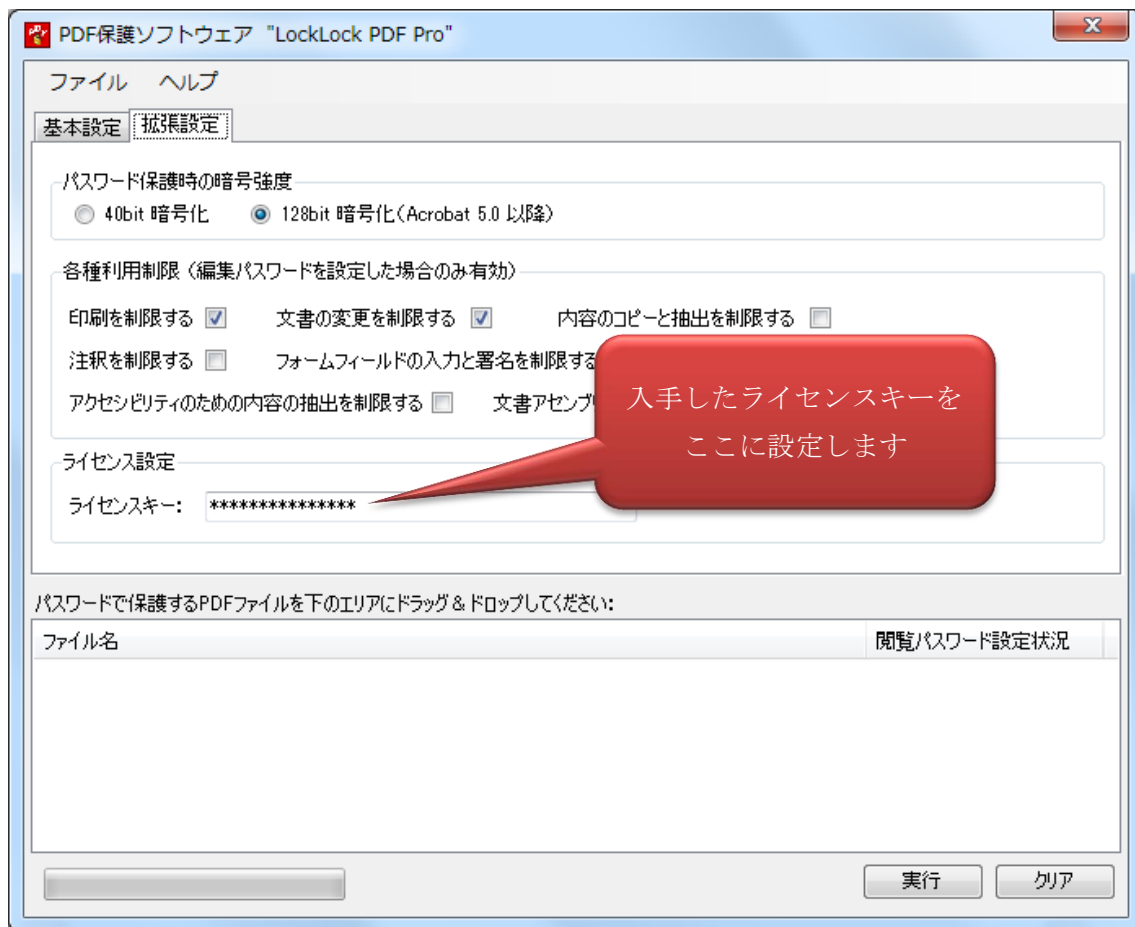 PDF保護ソフトウェア "LockLock PDF Pro"
ファイル ヘルプ
基本設定 拡張設定
パスワード保護時の暗号強度
40bit 暗号化 128bit 暗号化(Acrobat 5.0 以降)
各種利用制限(編集パスワードを設定した場合のみ有効)
印刷を制限する 文書の変更を制限する 内容のコピーと抽出を制限する
注釈を制限する フォームフィールドの入力と署名を制限する
アクセシビリティのための内容の抽出を制限する 文書アセンブ
入手したライセンスキーを
ここに設定します
ライセンス設定
ライセンスキー: ***************
パスワードで保護するPDFファイルを下のエリアにドラッグ&ドロップしてください:
ファイル名 閲覧パスワード設定状況
実行 クリア